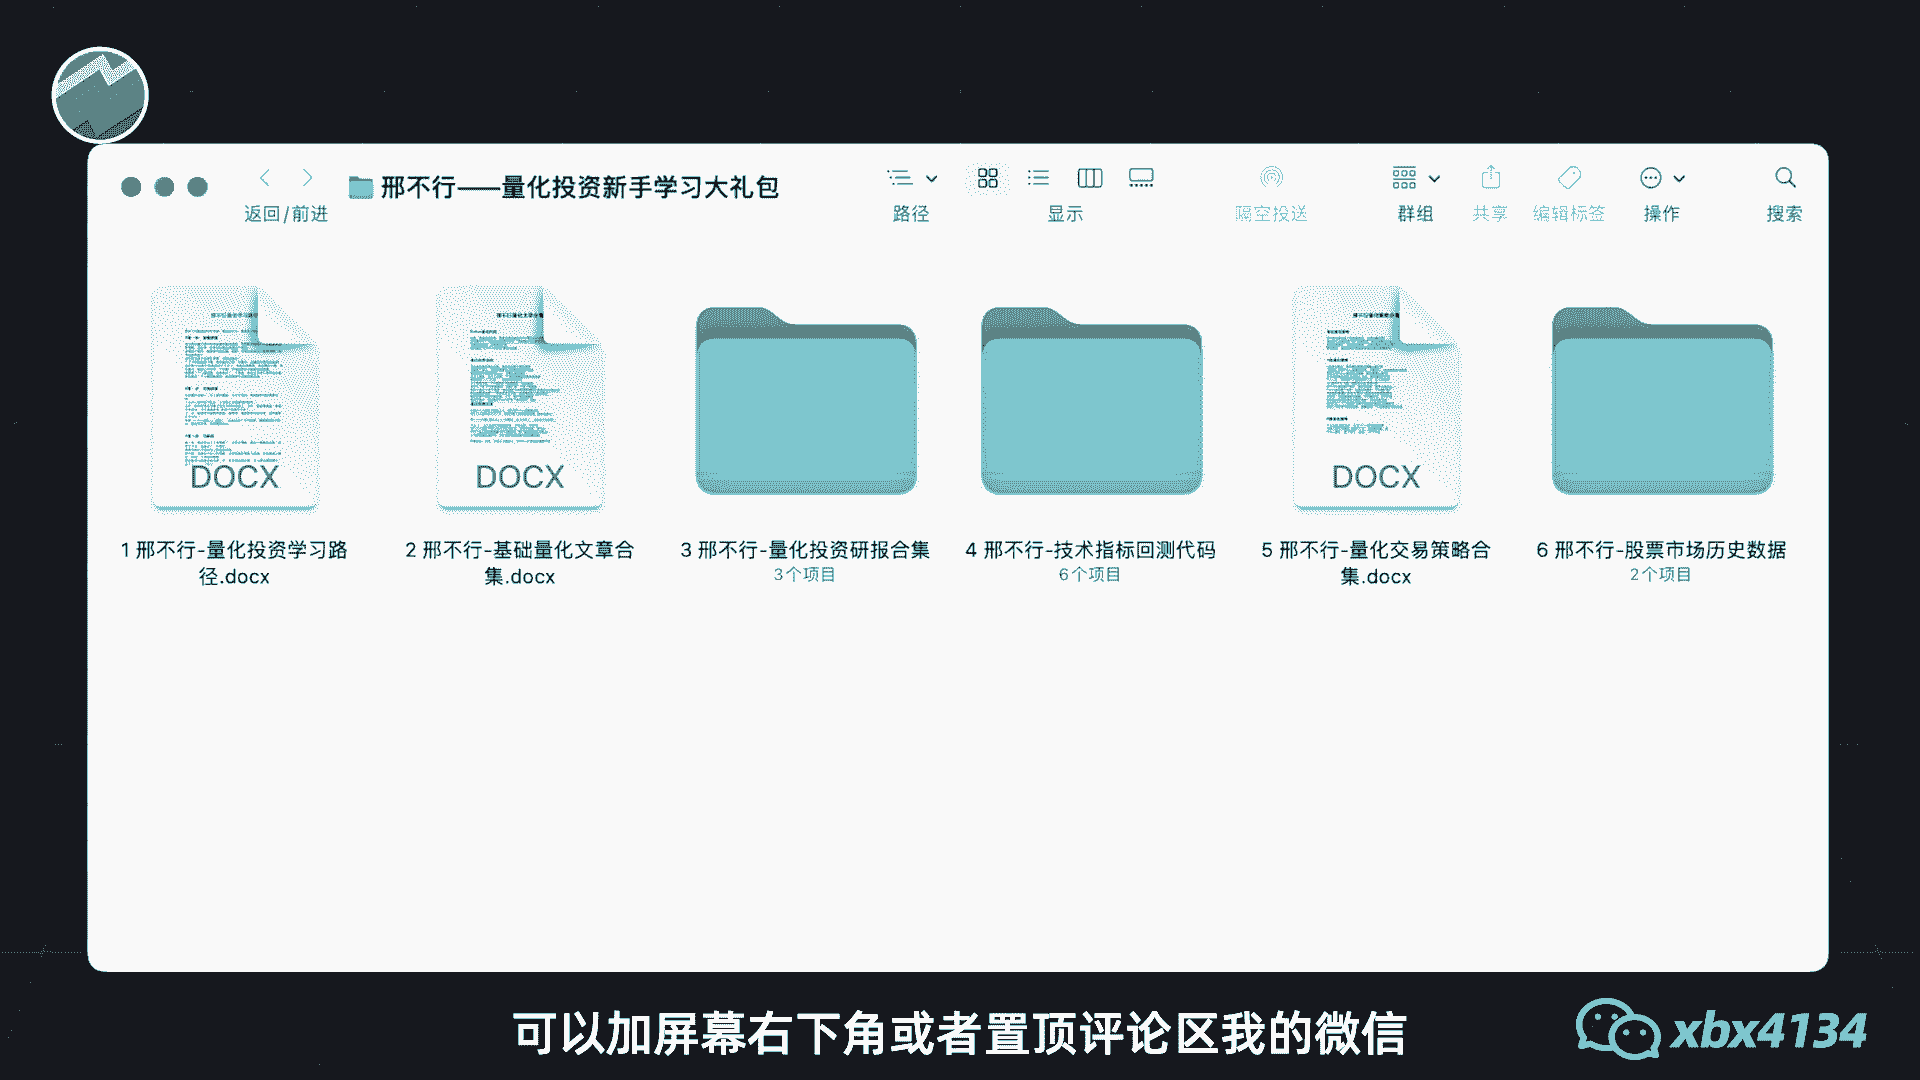 邢不行——量化投资新手学习大礼包
返回/前进
路径
显示
隔空投送
群组
共享
编辑标签
操作
搜索
DOCX
DOCX
DOCX
1 邢不行-量化投资学习路
径.docx
2 邢不行-基础量化文章合
集.docx
3 邢不行-量化投资研报合集
3个项目
4 邢不行-技术指标回测代码
6个项目
5 邢不行-量化交易策略合
集.docx
6 邢不行-股票市场历史数据
2个项目
可以加屏幕右下角或者置顶评论区我的微信
xbx4134